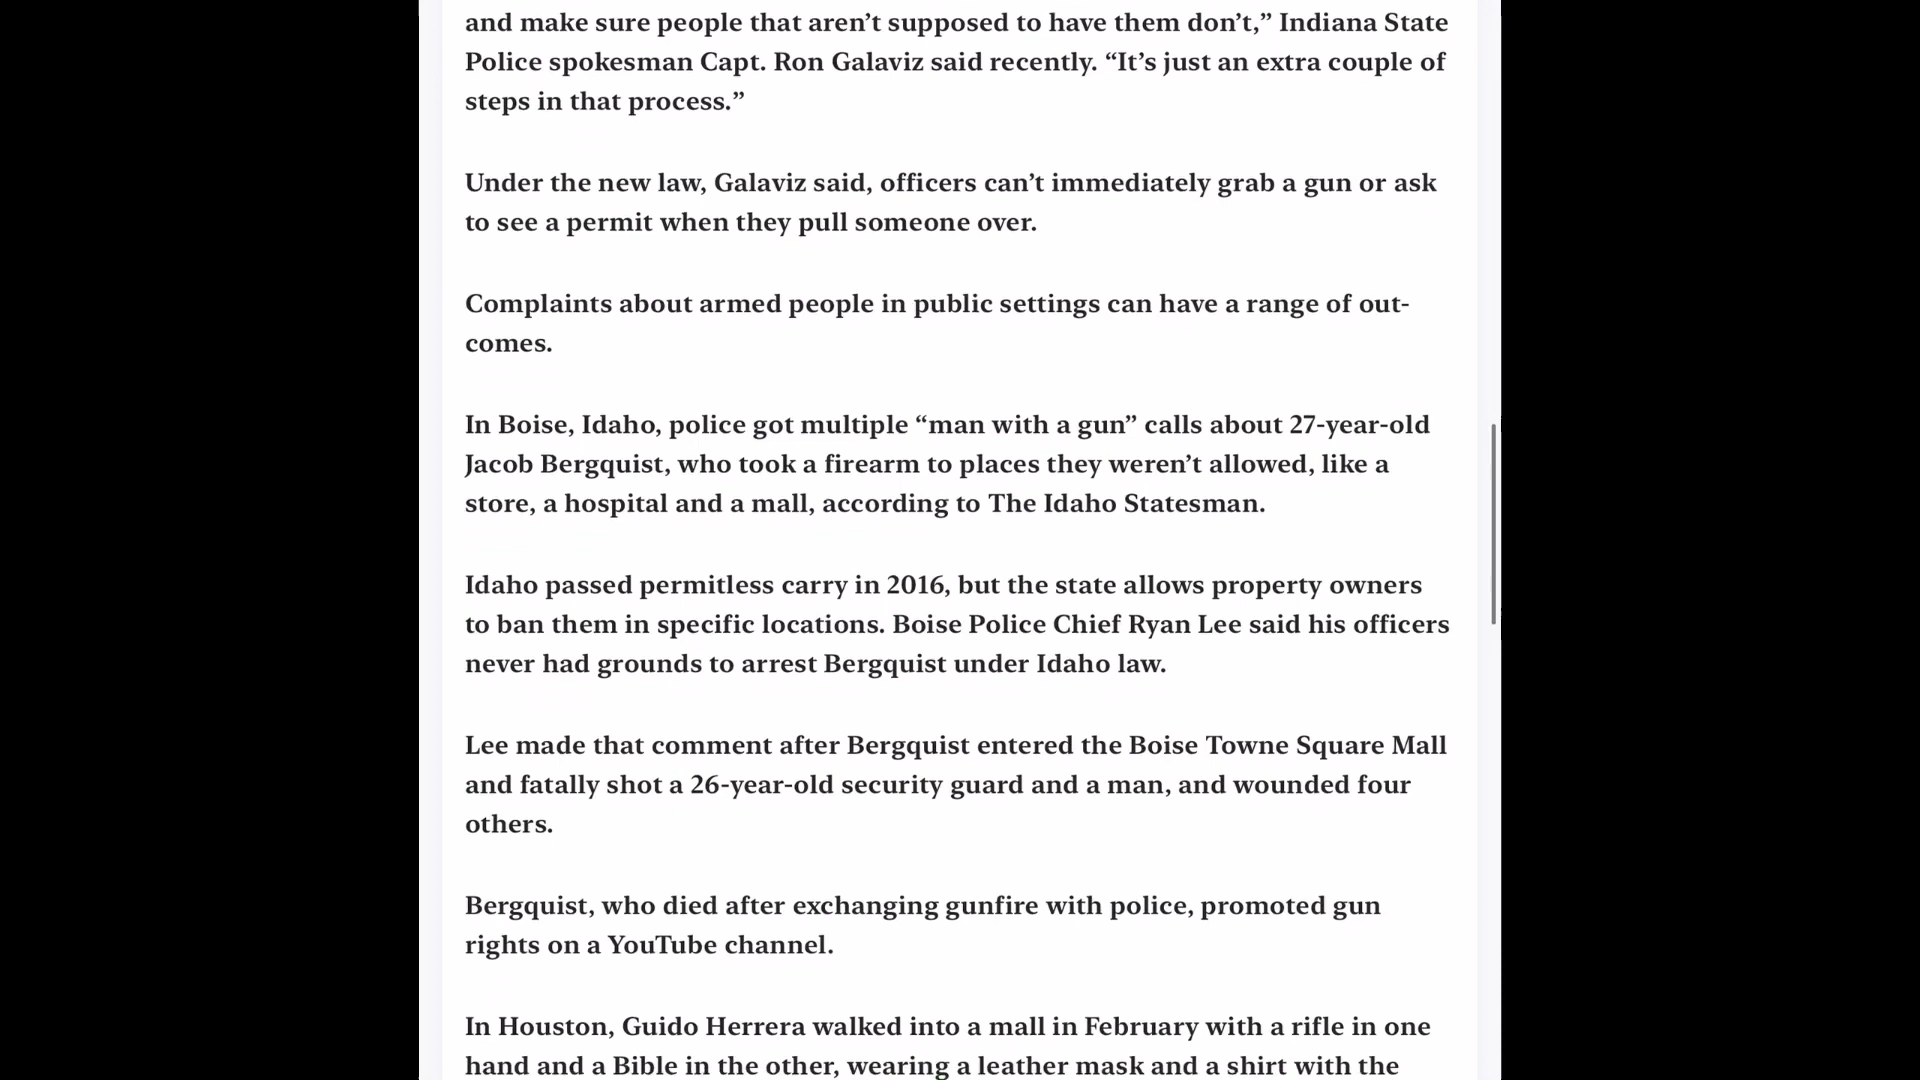 and make sure people that aren’t supposed to have them don’t,” Indiana State
Police spokesman Capt. Ron Galaviz said recently. “It’s just an extra couple of
steps in that process.”
Under the new law, Galaviz said, officers can’t immediately grab a gun or ask
to see a permit when they pull someone over.
Complaints about armed people in public settings can have a range of out-
comes.
In Boise, Idaho, police got multiple “man with a gun” calls about 27-year-old
Jacob Bergquist, who took a firearm to places they weren’t allowed, like a
store, a hospital and a mall, according to The Idaho Statesman.
Idaho passed permitless carry in 2016, but the state allows property owners
to ban them in specific locations. Boise Police Chief Ryan Lee said his officers
never had grounds to arrest Bergquist under Idaho law.
Lee made that comment after Bergquist entered the Boise Towne Square Mall
and fatally shot a 26-year-old security guard and a man, and wounded four
others.
Bergquist, who died after exchanging gunfire with police, promoted gun
rights on a YouTube channel.
In Houston, Guido Herrera walked into a mall in February with a rifle in one
hand and a Bible in the other, wearing a leather mask and a shirt with the